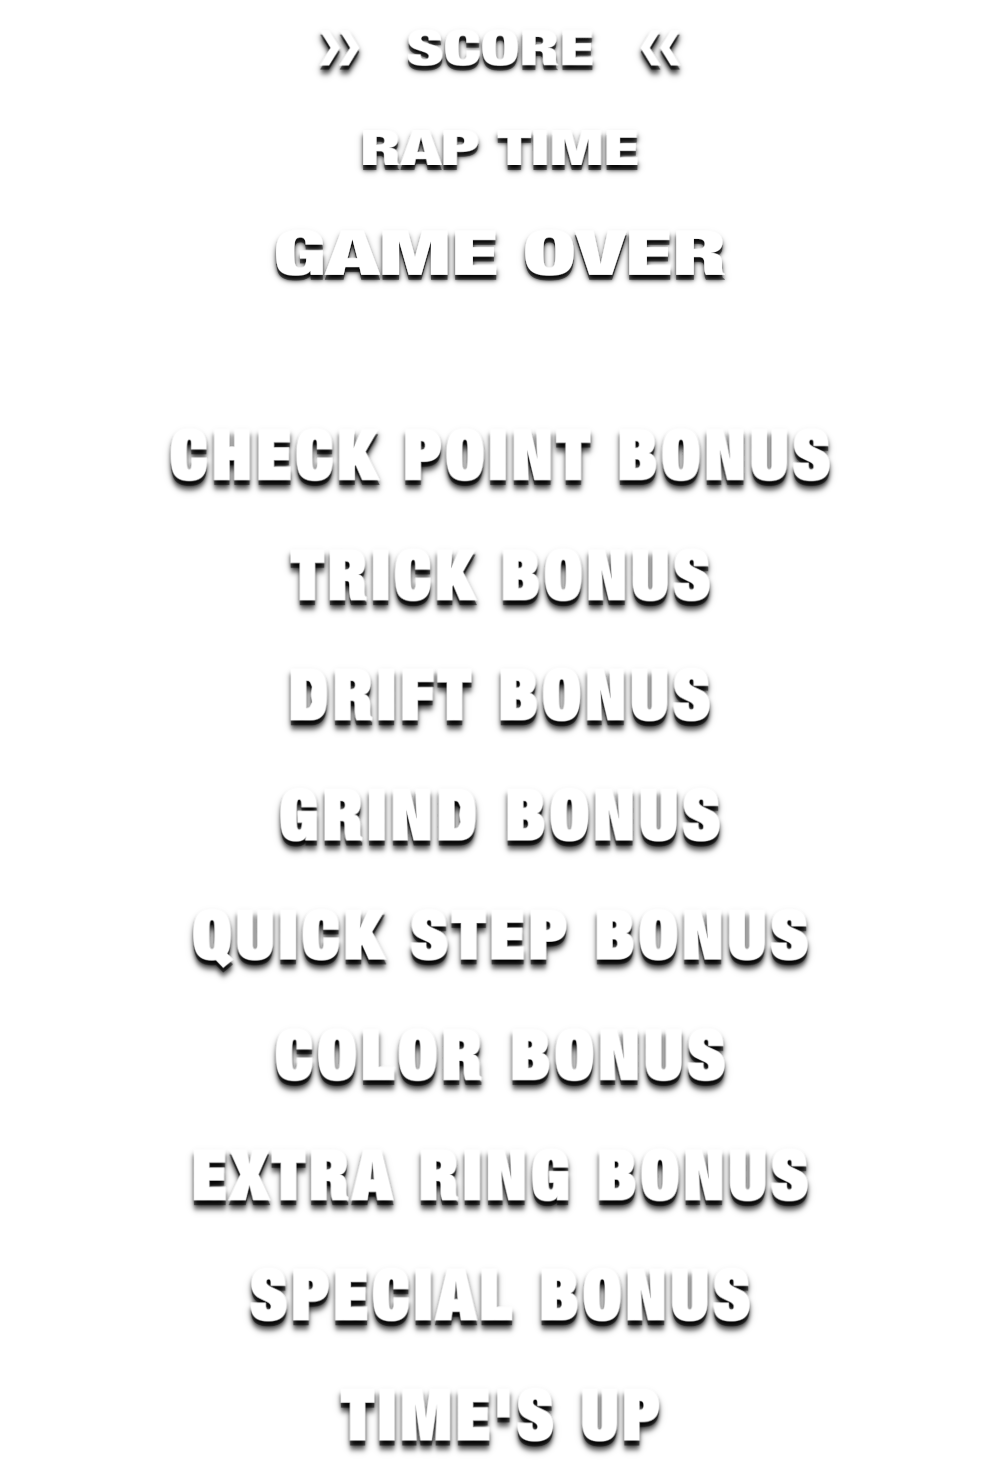 » SCORE «
RAP TIME
GAME OVER
CHECK POINT BONUS
TRICK BONUS
DRIFT BONUS
GRIND BONUS
QUICK STEP BONUS
COLOR BONUS
EXTRA RING BONUS
SPECIAL BONUS
TIME'S UP